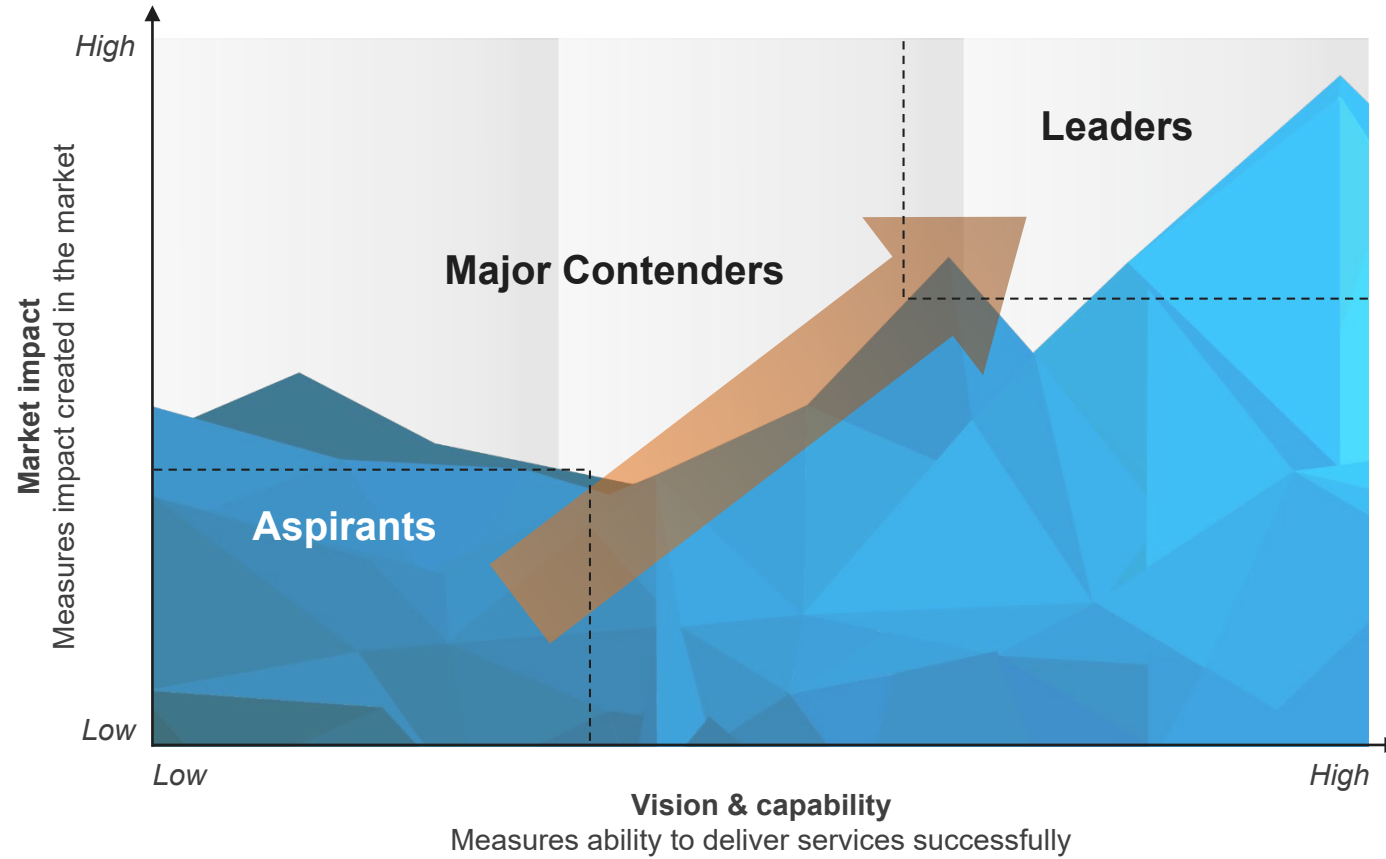 High
Leaders
Major Contenders
Market impact
Measures impact created in the market
Aspirants
Low
Low
High
Vision & capability
Measures ability to deliver services successfully